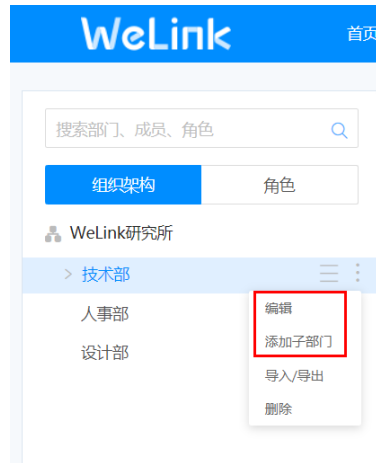 WeLink 首页
搜索部门、成员、角色
组织架构 角色
WeLink研究所
技术部
编辑
人事部
添加子部门
设计部
导入/导出
删除